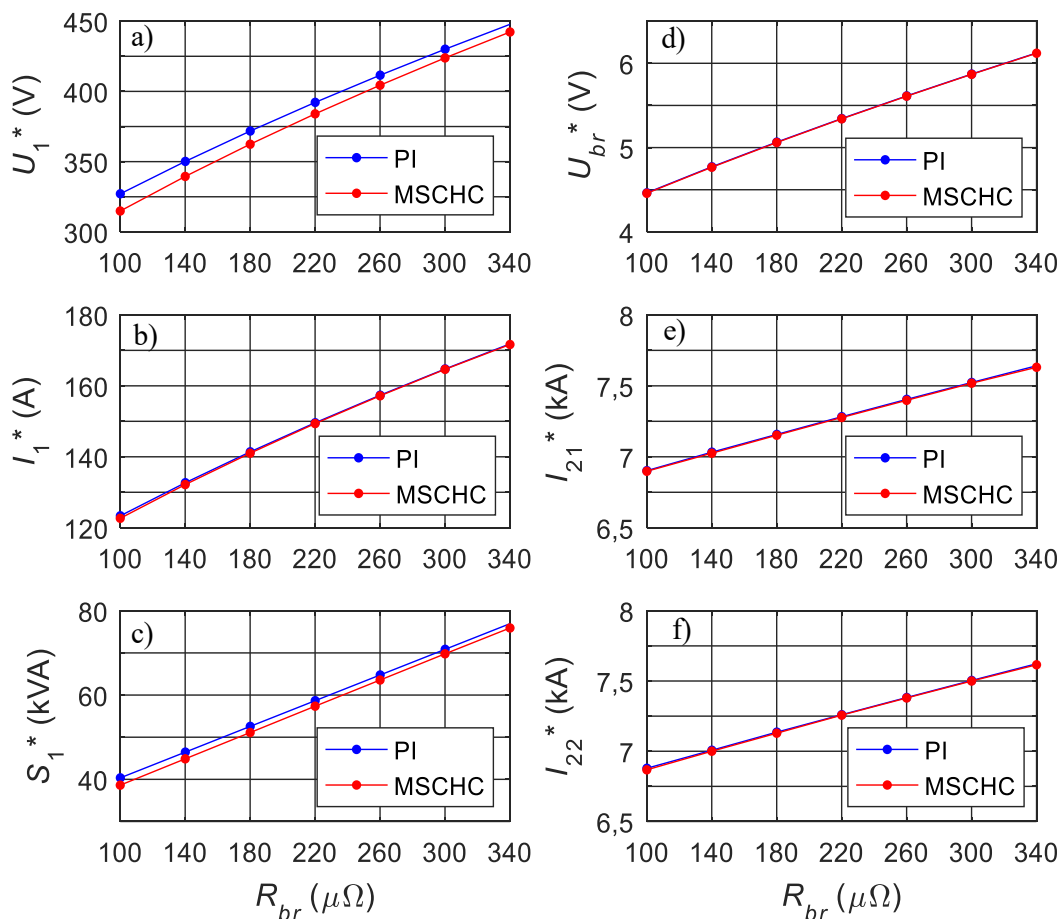 a)
U1* (V)
450
400
350
300
PI
MSCHC
100 140 180 220 260 300 340
d)
Ubr* (V)
6
5
4
PI
MSCHC
100 140 180 220 260 300 340
b)
I1* (A)
180
160
140
120
PI
MSCHC
100 140 180 220 260 300 340
e)
I21* (kA)
8
7,5
7
6,5
PI
MSCHC
100 140 180 220 260 300 340
c)
S1* (kVA)
80
60
40
PI
MSCHC
100 140 180 220 260 300 340
Rbr (μΩ)
f)
I22* (kA)
8
7,5
7
6,5
PI
MSCHC
100 140 180 220 260 300 340
Rbr (μΩ)